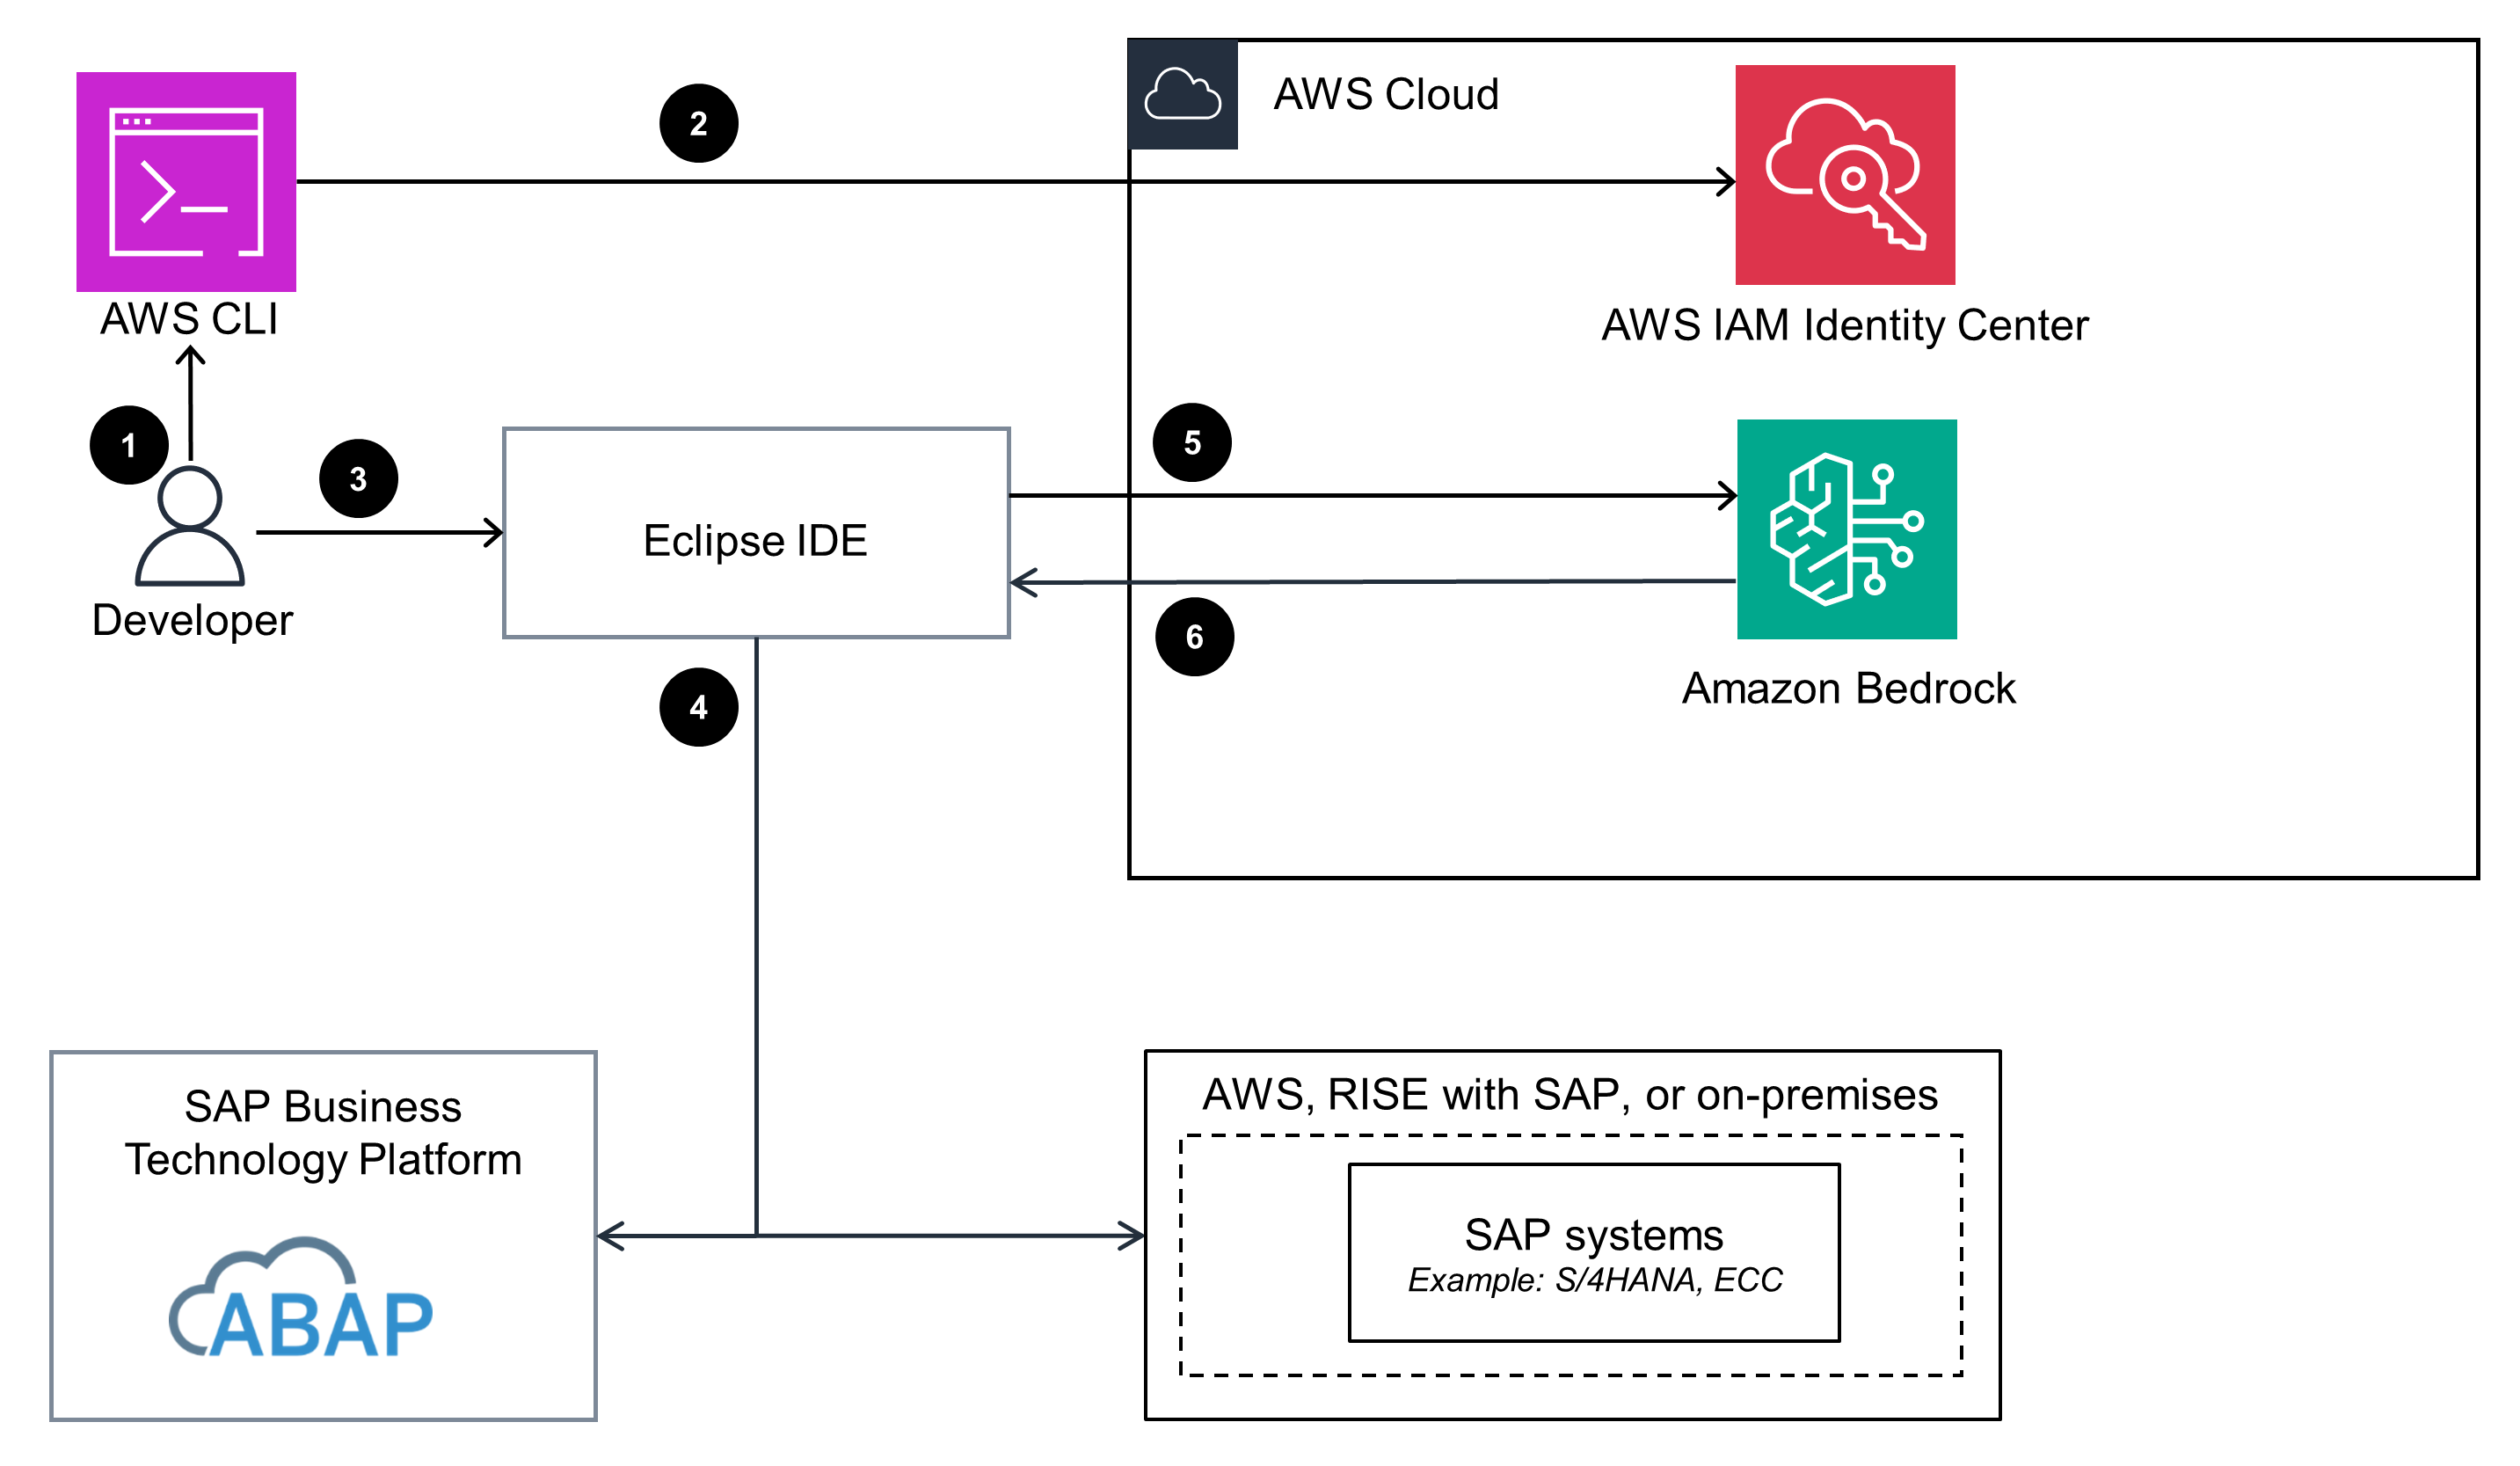 AWS Cloud
2
AWS CLI
AWS IAM Identity Center
1
3
5
Eclipse IDE
Developer
6
Amazon Bedrock
4
SAP Business
Technology Platform
ABAP
AWS, RISE with SAP, or on-premises
SAP systems
Example: S/4HANA, ECC